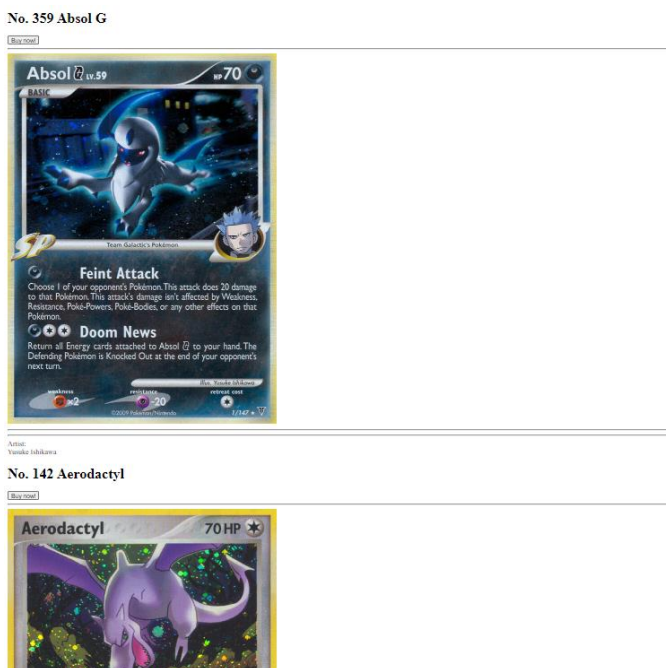 No. 359 Absol G
Buy now!
Absol G LV.59 HP 70
BASIC
Team Galactic's Pokémon
SP
Feint Attack
Choose 1 of your opponent's Pokémon. This attack does 20 damage
to that Pokémon. This attack's damage isn't affected by Weakness,
Resistance, Poké-Powers, Poké-Bodies, or any other effects on that
Pokémon.
Doom News
Return all Energy cards attached to Absol G to your hand. The
Defending Pokémon is Knocked Out at the end of your opponent's
next turn.
Illus. Yusuke Ishikawa
weakness resistance retreat cost
×2 -20
©2009 Pokémon/Nintendo 1/147
Artist:
Yusuke Ishikawa
No. 142 Aerodactyl
Buy now!
Aerodactyl 70 HP